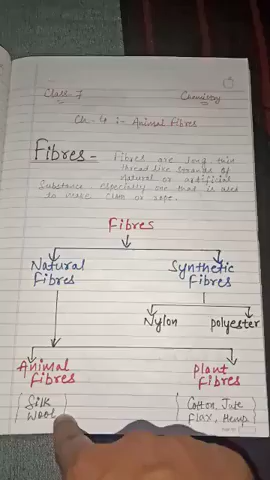 Class 7 Chemistry
Ch-4 :- Animal Fibres
Fibres - Fibres are long thin
thread like strands of
natural or artificial
Substance, especially one that is used
to make cloth or rope.
Fibres
Natural Fibres
Synthetic Fibres
Nylon polyester
Animal Fibres
Plant Fibres
(Silk
Wool)
(Cotton, Jute
Flax, Hemp)